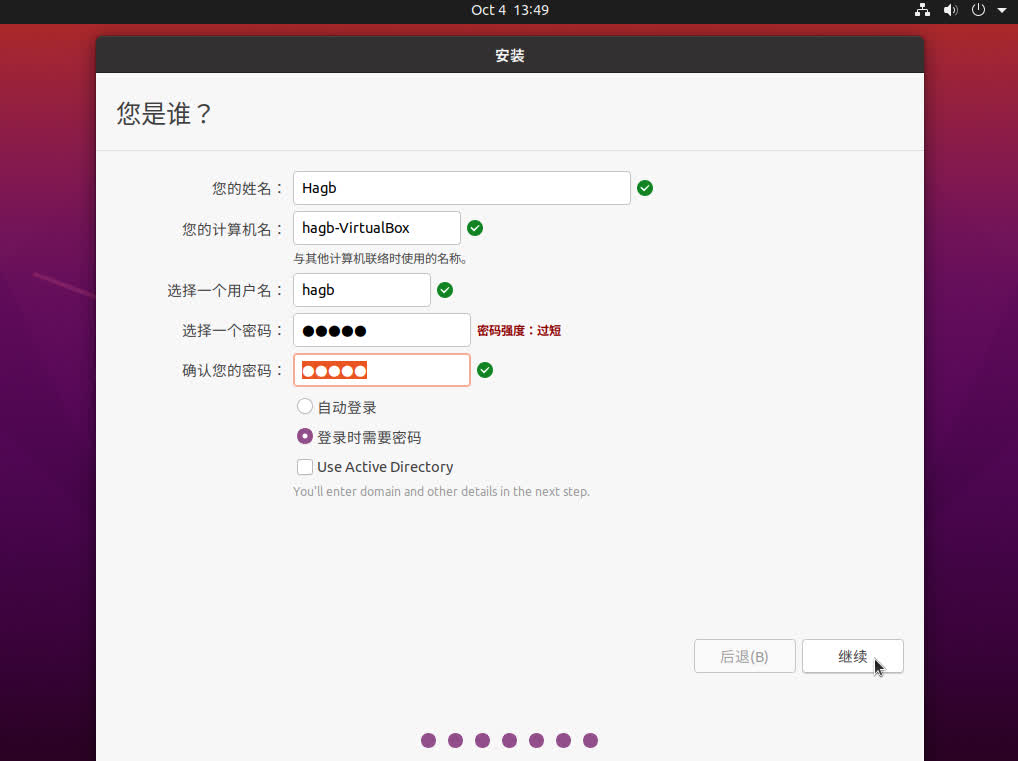 Oct 4 13:49
安装
您是谁？
您的姓名： Hagb
您的计算机名： hagb-VirtualBox
与其他计算机联络时使用的名称。
选择一个用户名： hagb
选择一个密码： ●●●●● 密码强度：过短
确认您的密码： ●●●●●
自动登录
登录时需要密码
Use Active Directory
You'll enter domain and other details in the next step.
后退(B) 继续